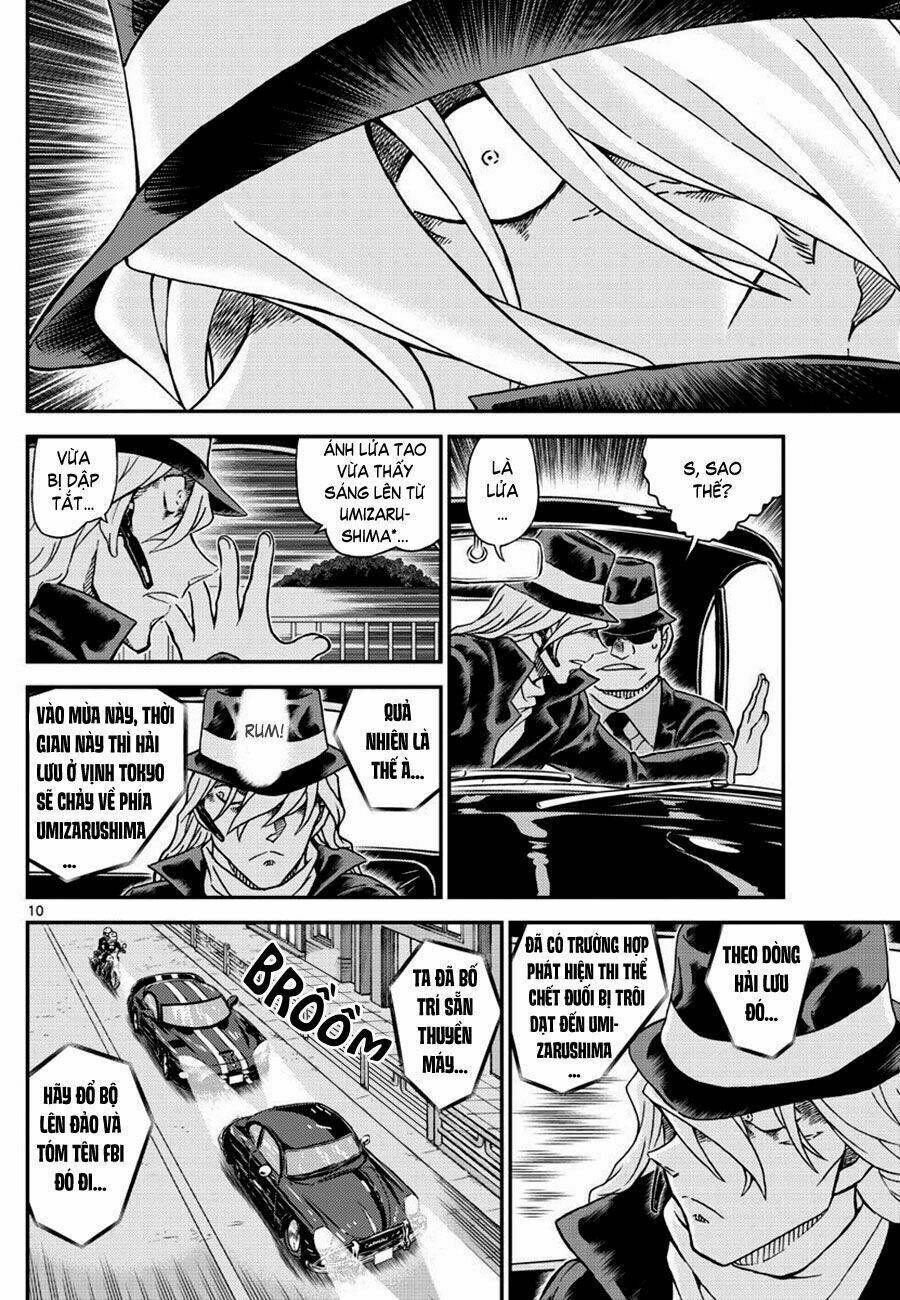 S, SAO
THẾ?
LÀ
LỬA
...
ÁNH LỬA TAO
VỪA THẤY
SÁNG LÊN TỪ
UMIZARU-
SHIMA*...
VỪA
BỊ DẬP
TẮT...
QUẢ
NHIÊN LÀ
THẾ À...
RUM!
VÀO MÙA NÀY, THỜI
GIAN NÀY THÌ HẢI
LƯU Ở VỊNH TOKYO
SẼ CHẢY VỀ PHÍA
UMIZARUSHIMA
...
10
THEO DÒNG
HẢI LƯU
ĐÓ...
ĐÃ CÓ TRƯỜNG HỢP
PHÁT HIỆN THI THỂ
CHẾT ĐUỐI BỊ TRÔI
DẠT ĐẾN UMI-
ZARUSHIMA
...
TA ĐÃ BỐ
TRÍ SẴN
THUYỀN
MÁY...
BRỒỒM
HÃY ĐỔ BỘ
LÊN ĐẢO VÀ
TÓM TÊN FBI
ĐÓ ĐI...